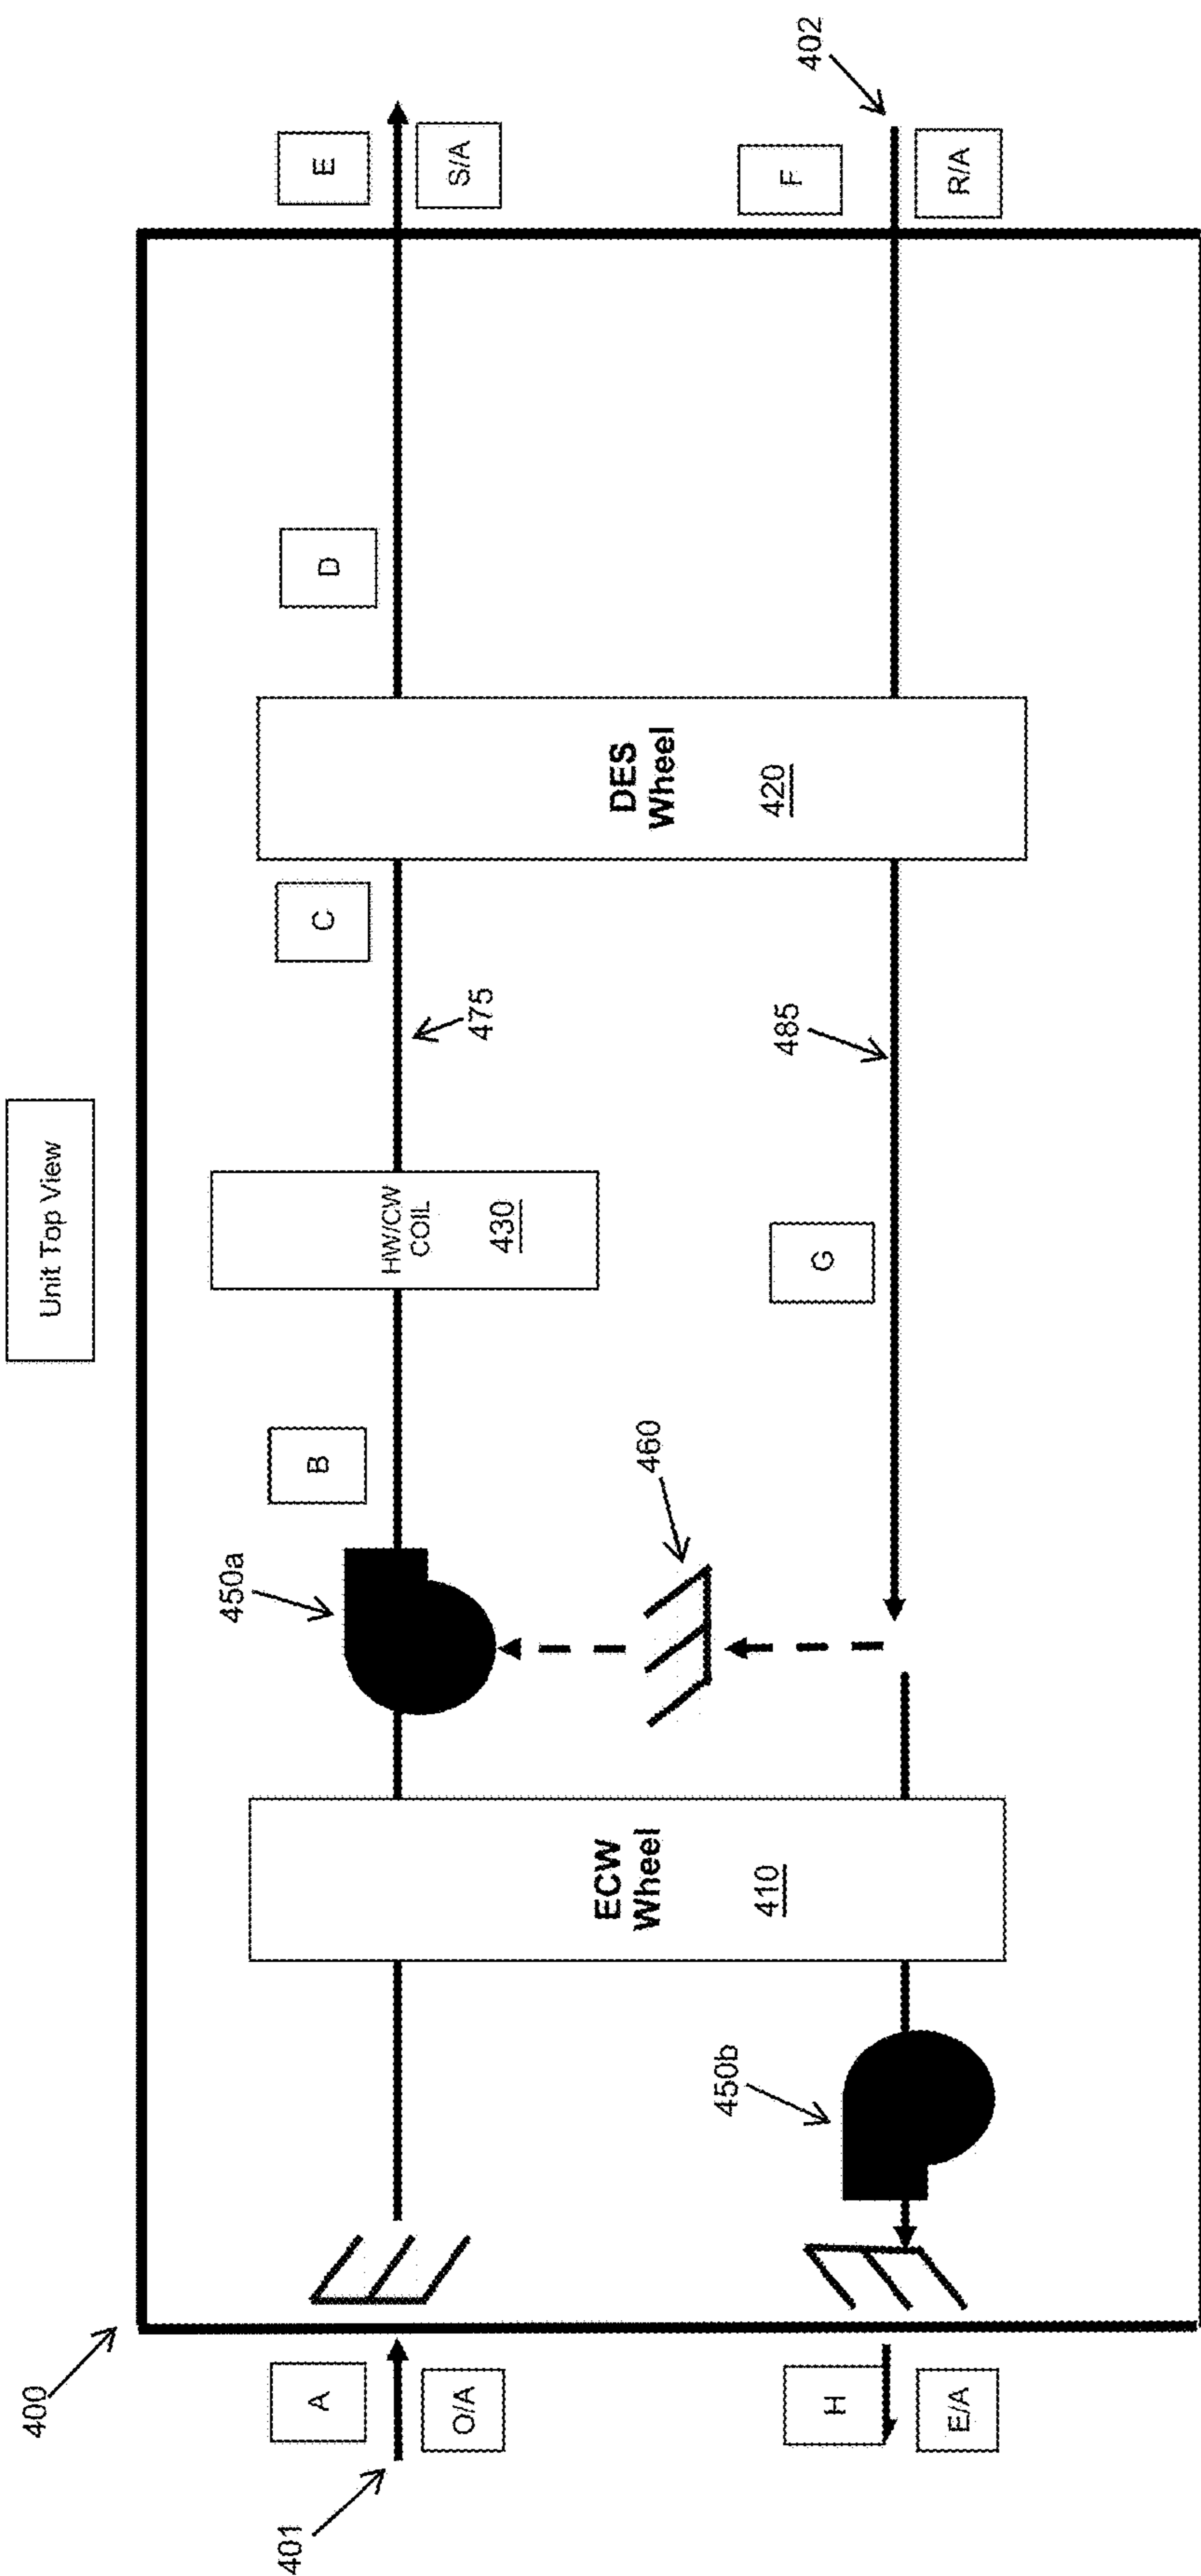 400
Unit Top View
401
A
O/A
450a
B
HW/CW
COIL
430
475
C
D
E
S/A
ECW
Wheel
410
460
DES
Wheel
420
450b
G
485
F
R/A
402
H
E/A